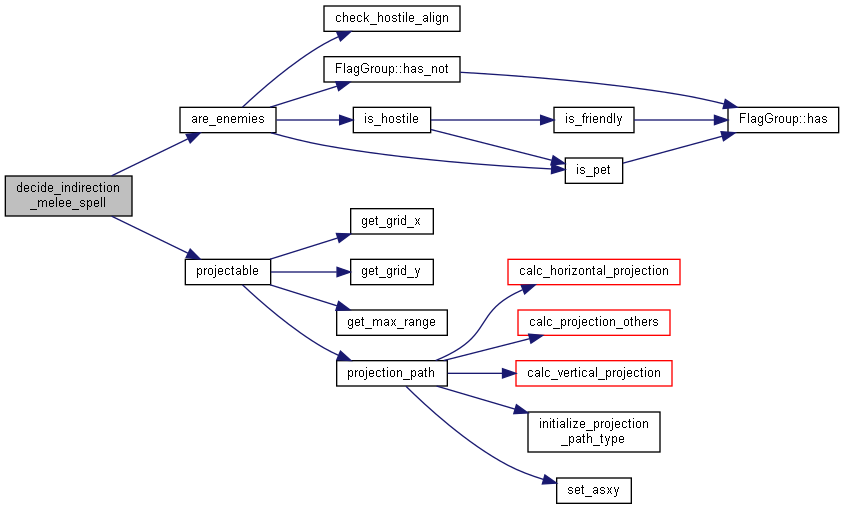 check_hostile_align
FlagGroup::has_not
are_enemies
is_hostile
is_friendly
FlagGroup::has
is_pet
decide_indirection
_melee_spell
get_grid_x
projectable
get_grid_y
calc_horizontal_projection
get_max_range
calc_projection_others
projection_path
calc_vertical_projection
initialize_projection
_path_type
set_asxy